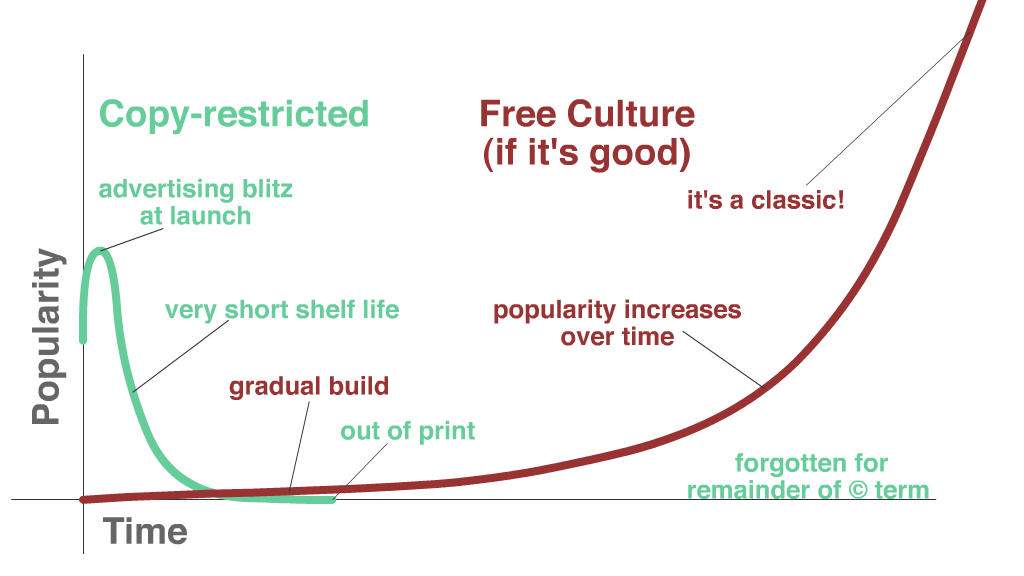 Copy-restricted
Free Culture
(if it's good)
advertising blitz
at launch
it's a classic!
Popularity
very short shelf life
popularity increases
over time
gradual build
out of print
forgotten for
remainder of © term
Time